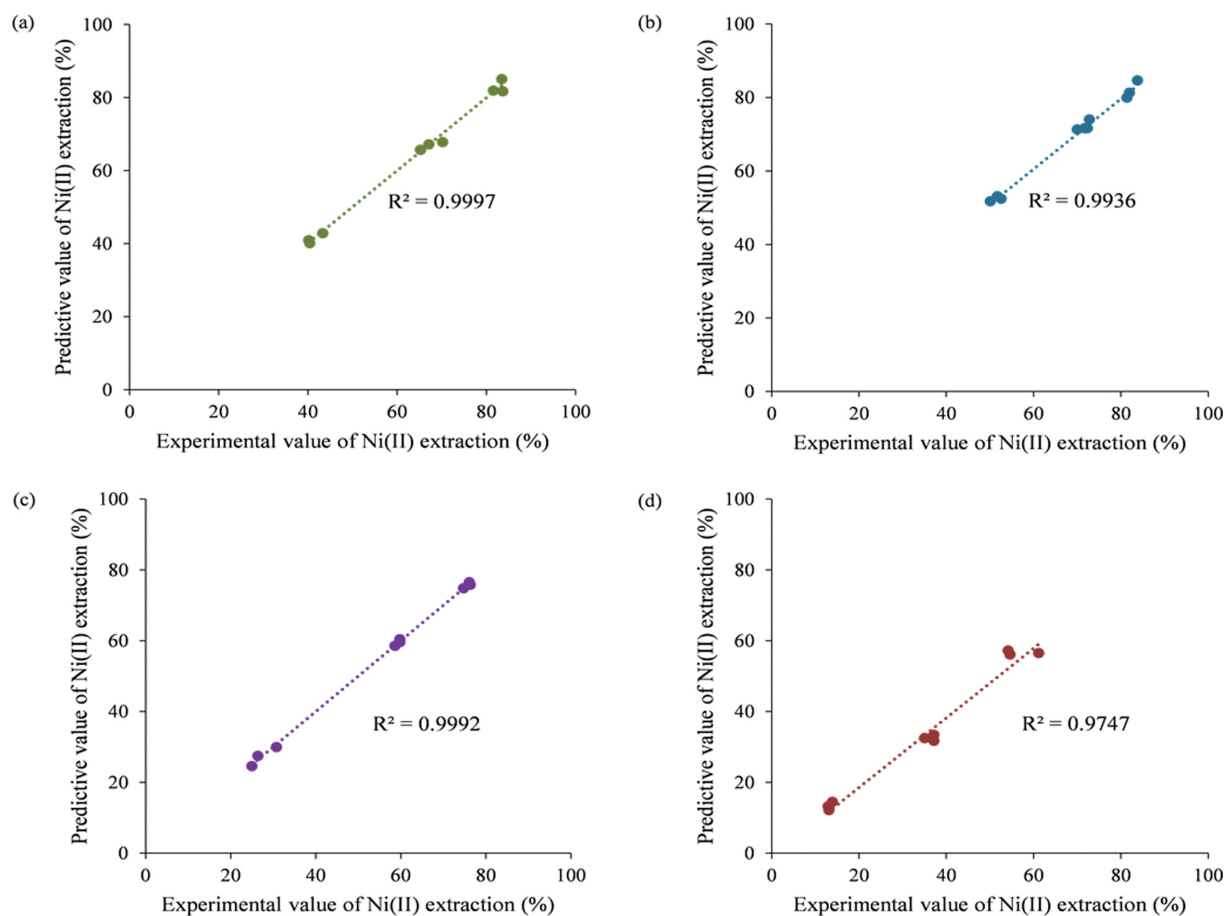 (a)
Predictive value of Ni(II) extraction (%)
100
80
60
40
20
0
R² = 0.9997
0 20 40 60 80 100
Experimental value of Ni(II) extraction (%)
(b)
Predictive value of Ni(II) extraction (%)
100
80
60
40
20
0
R² = 0.9936
0 20 40 60 80 100
Experimental value of Ni(II) extraction (%)
(c)
Predictive value of Ni(II) extraction (%)
100
80
60
40
20
0
R² = 0.9992
0 20 40 60 80 100
Experimental value of Ni(II) extraction (%)
(d)
Predictive value of Ni(II) extraction (%)
100
80
60
40
20
0
R² = 0.9747
0 20 40 60 80 100
Experimental value of Ni(II) extraction (%)